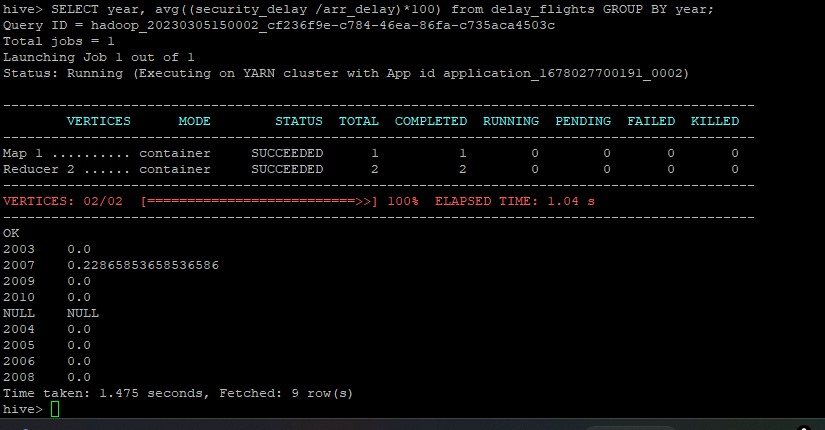 hive> SELECT year, avg((security_delay /arr_delay)*100) from delay_flights GROUP BY year;
Query ID = hadoop_20230305150002_cf236f9e-c784-46ea-86fa-c735aca4503c
Total jobs = 1
Launching Job 1 out of 1
Status: Running (Executing on YARN cluster with App id application_1678027700191_0002)
--------------------------------------------------------------------------------
VERTICES MODE STATUS TOTAL COMPLETED RUNNING PENDING FAILED KILLED
--------------------------------------------------------------------------------
Map 1 .......... container SUCCEEDED 1 1 0 0 0 0
Reducer 2 ...... container SUCCEEDED 2 2 0 0 0 0
--------------------------------------------------------------------------------
VERTICES: 02/02 [==========================>>] 100% ELAPSED TIME: 1.04 s
--------------------------------------------------------------------------------
OK
2003 0.0
2007 0.22865853658536586
2009 0.0
2010 0.0
NULL NULL
2004 0.0
2005 0.0
2006 0.0
2008 0.0
Time taken: 1.475 seconds, Fetched: 9 row(s)
hive>